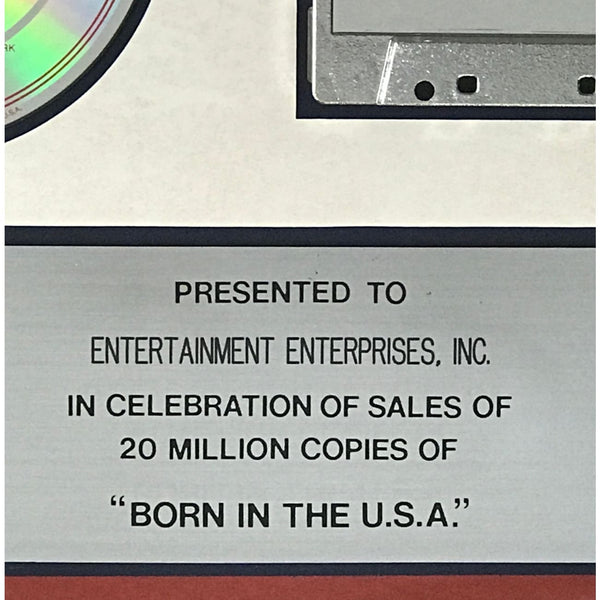 PRESENTED TO
ENTERTAINMENT ENTERPRISES, INC.
IN CELEBRATION OF SALES OF
20 MILLION COPIES OF
“BORN IN THE U.S.A.”